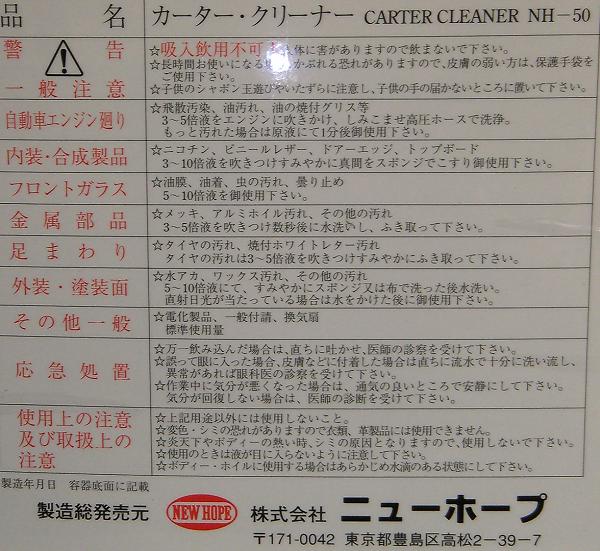 品名 カーター・クリーナー CARTER CLEANER NH-50
警告
一般注意
☆吸入飲用不可
人体に害がありますので飲まないで下さい。
☆長時間お使いになる かぶれる恐れがありますので、皮膚の弱い方は、保護手袋を
ご使用下さい。
☆子供のシャボン玉遊びやいたずらに注意し、子供の手の届かないところに置いて下さい。
自動車エンジン廻り
☆飛散汚染、油汚れ、油の焼付グリス等
3〜5倍液をエンジンに吹きかけ、しみこませ高圧ホースで洗浄。
もっと汚れた場合は原液にて1分後御使用下さい。
内装・合成製品
☆ニコチン、ビニールレザー、ドアーエッジ、トップボード
3〜10倍液を吹きつけすみやかに真間をスポンジでこすり御使用下さい。
フロントガラス
☆油膜、油着、虫の汚れ、曇り止め
5〜10倍液を御使用下さい。
金属部品
☆メッキ、アルミホイル汚れ、その他の汚れ
3〜5倍液を吹きつけ数秒後に水洗いし、ふき取って下さい。
足まわり
☆タイヤの汚れ、焼付ホワイトレター汚れ
タイヤの汚れは3〜5倍液を吹きつけすみやかにふき取って下さい。
外装・塗装面
☆水アカ、ワックス汚れ、その他の汚れ
5〜10倍液にて、すみやかにスポンジ又は布で洗った後水洗い。
直射日光が当たっている場合は水をかけた後に御使用下さい。
その他一般
☆電化製品、一般付請、換気扇
標準使用量
応急処置
☆万一飲み込んだ場合は、直ちに吐かせ、医師の診察を受けて下さい。
☆誤って眼に入った場合、皮膚などに付着した場合は直ちに流水で十分に洗い流し、
異常があれば眼科医の診察を受けて下さい。
☆作業中に気分が悪くなった場合は、通気の良いところで安静にして下さい。
気分が回復しない場合は、医師の診断を受けて下さい。
使用上の注意
及び取扱上の
注意
☆上記用途以外には使用しないこと。
☆変色・シミの恐れがありますので衣類、革製品には使用できません。
☆炎天下やボディーの熱い時、シミの原因となりますので、使用しないで下さい。
☆使用のときは液が目に入らないように注意して下さい。
☆ボディー・ホイルに使用する場合はあらかじめ水滴のある状態にして下さい。
製造年月日 容器底面に記載
製造総発売元 NEW HOPE 株式会社 ニューホープ
〒171-0042 東京都豊島区高松2-39-7